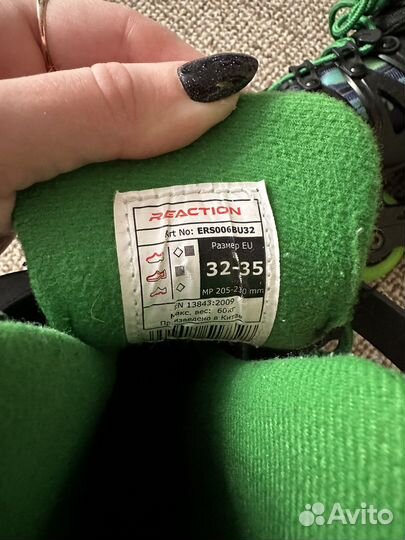 REACTION
Art No: ERS006BU32
Размер EU
32-35
MP 205-230 mm
EN 13843:2009
Макс. вес: 60кг
Произведено в Китае
Avito